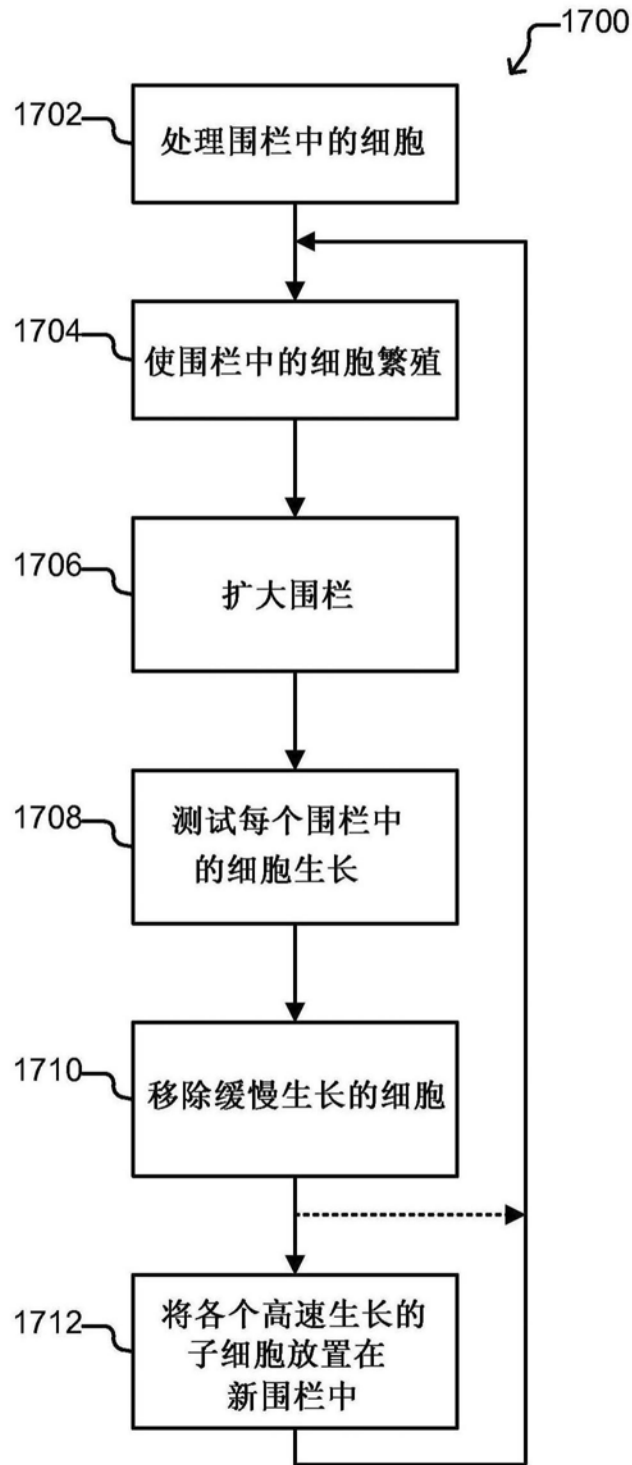 1700
1702
处理围栏中的细胞
1704
使围栏中的细胞繁殖
1706
扩大围栏
1708
测试每个围栏中
的细胞生长
1710
移除缓慢生长的细胞
1712
将各个高速生长的
子细胞放置在
新围栏中